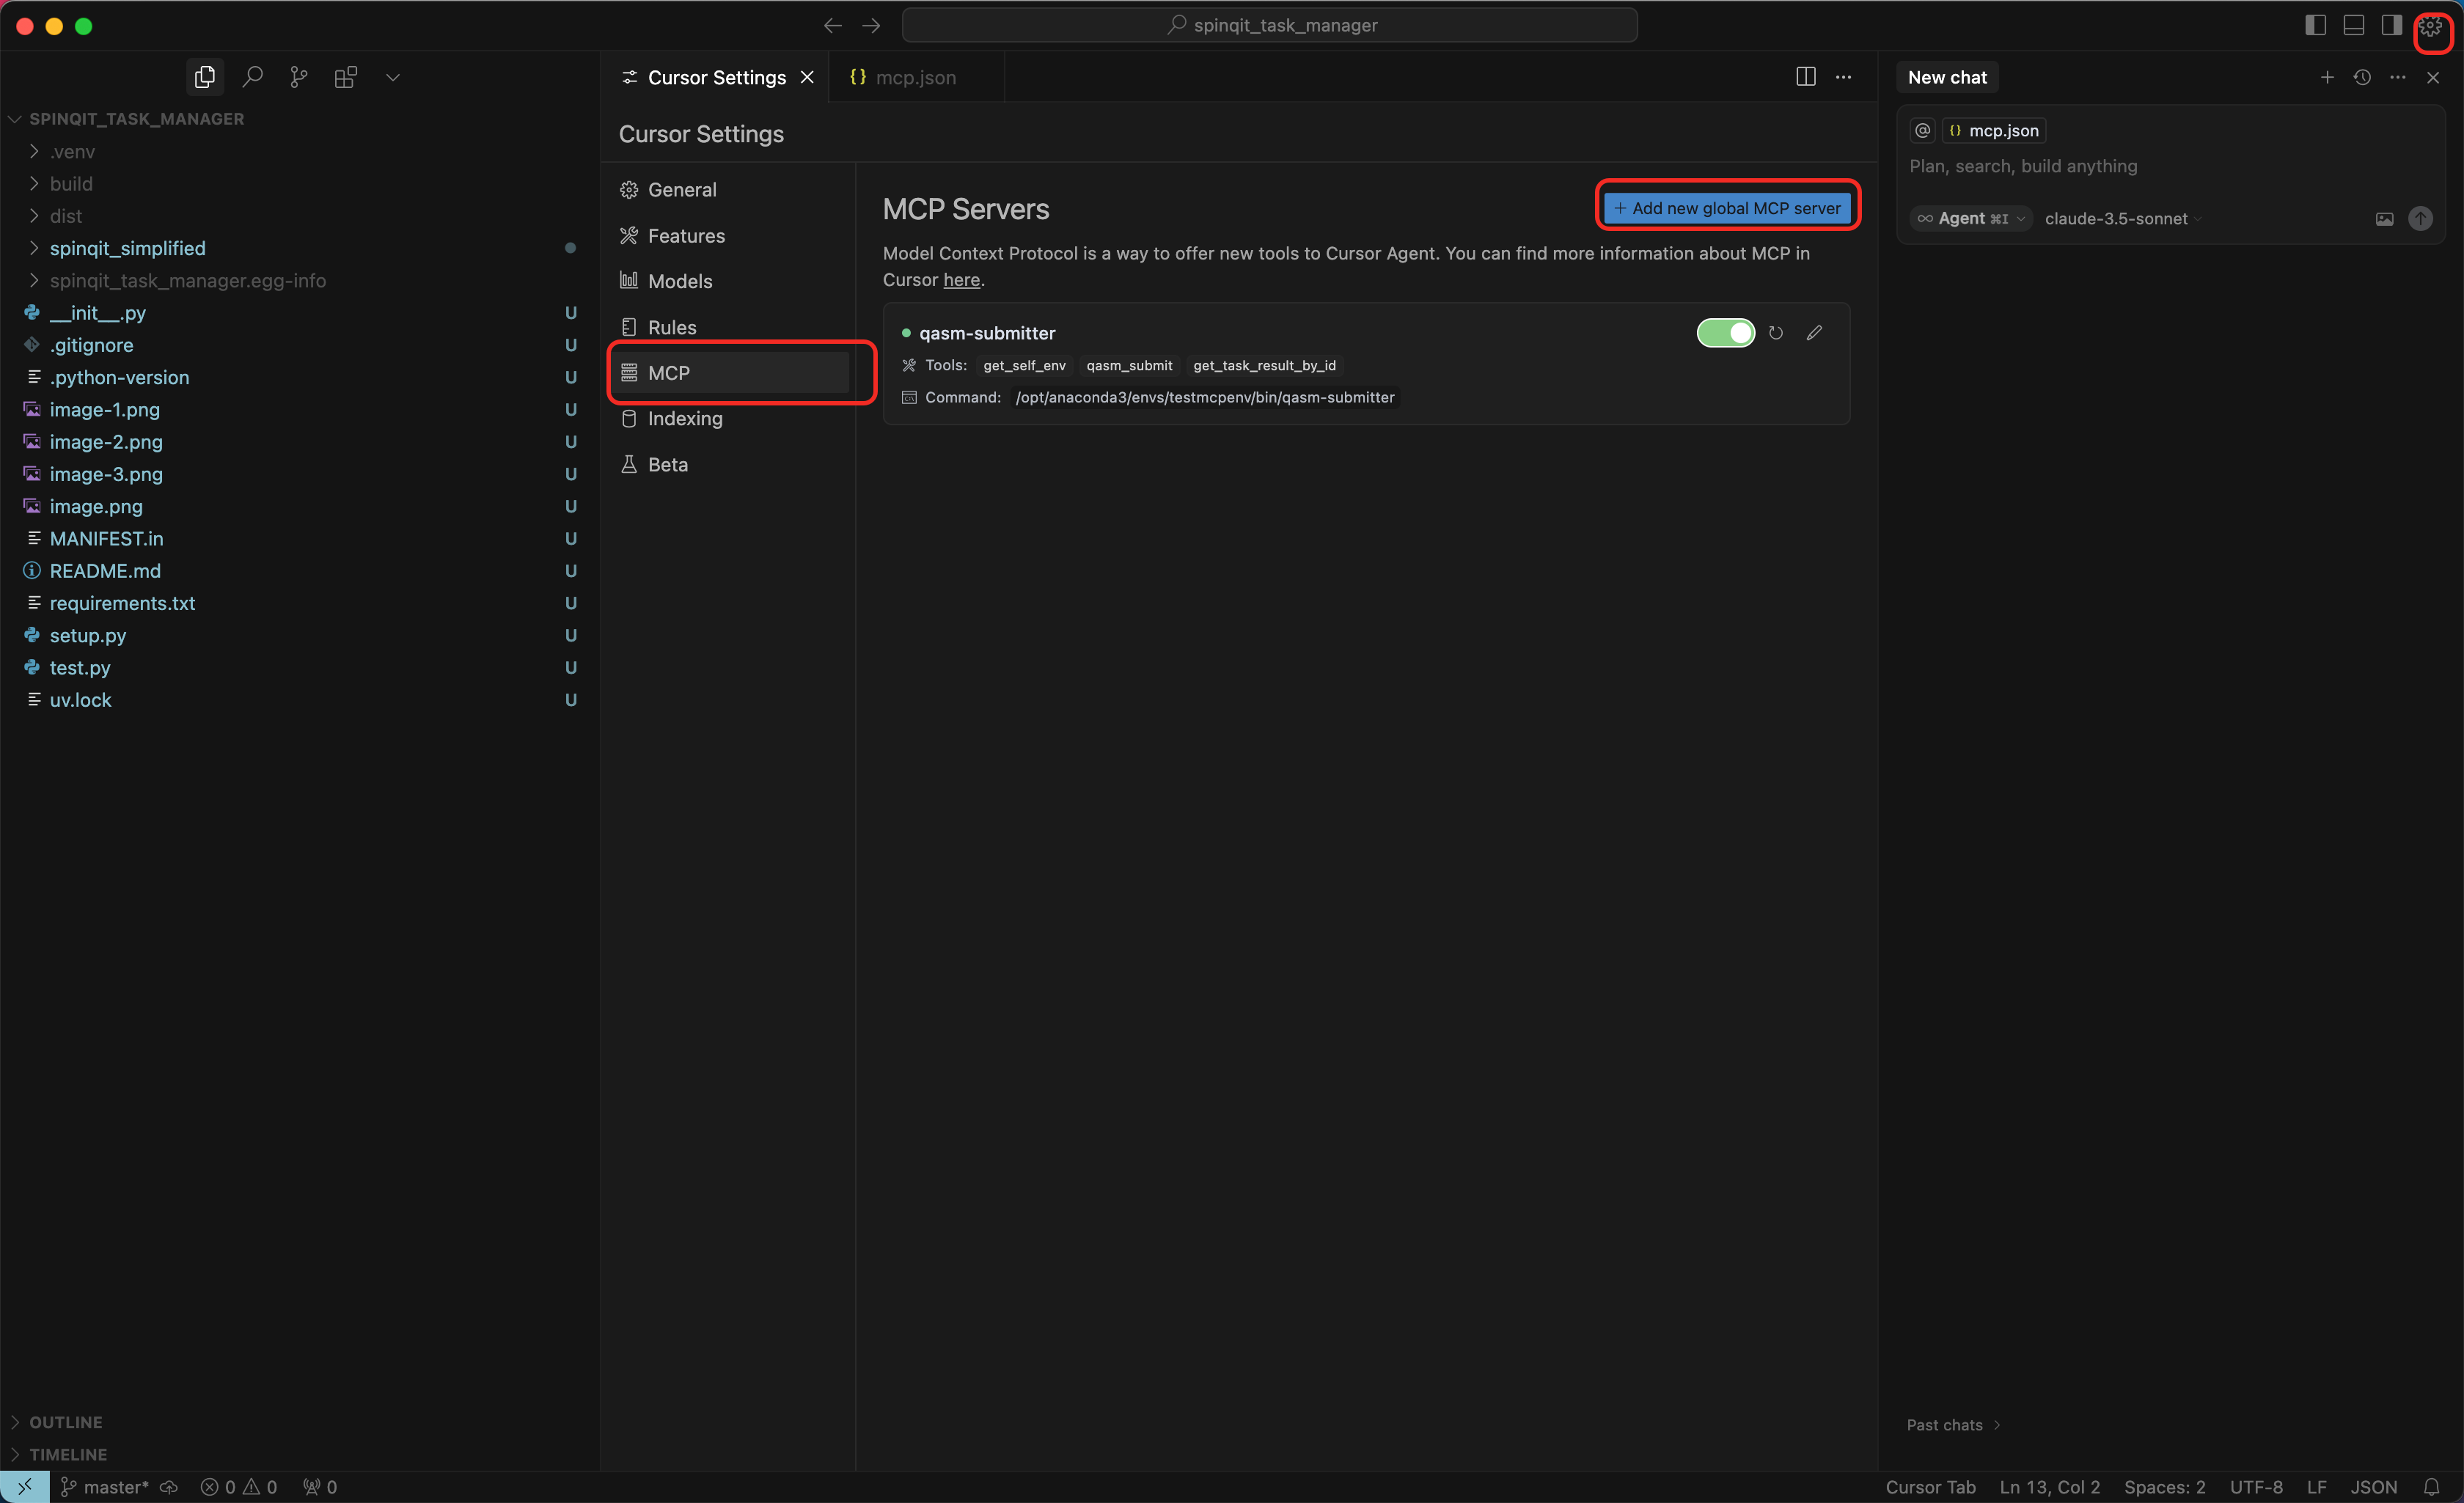 spinqit_task_manager
SPINQIT_TASK_MANAGER
.venv
build
dist
spinqit_simplified
spinqit_task_manager.egg-info
__init__.py U
.gitignore U
.python-version U
image-1.png U
image-2.png U
image-3.png U
image.png U
MANIFEST.in U
README.md U
requirements.txt U
setup.py U
test.py U
uv.lock U
OUTLINE
TIMELINE
Cursor Settings
{} mcp.json
Cursor Settings
General
Features
Models
Rules
MCP
Indexing
Beta
MCP Servers
+ Add new global MCP server
Model Context Protocol is a way to offer new tools to Cursor Agent. You can find more information about MCP in
Cursor here.
qasm-submitter
Tools: get_self_env qasm_submit get_task_result_by_id
Command: /opt/anaconda3/envs/testmcpenv/bin/qasm-submitter
New chat
@ {} mcp.json
Plan, search, build anything
∞ Agent ⌘I claude-3.5-sonnet
Past chats
master* 0 0 0
Cursor Tab Ln 13, Col 2 Spaces: 2 UTF-8 LF JSON